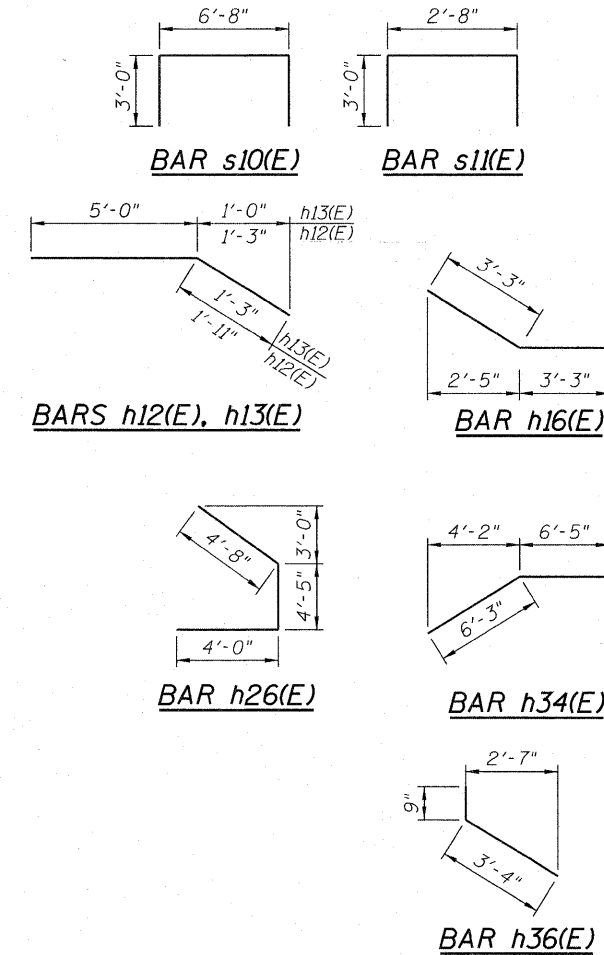 6'-8"
2'-8"
3'-0"
3'-0"
BAR s10(E)
BAR s11(E)
5'-0"
1'-0"
h13(E)
1'-3"
h12(E)
1'-3"
h13(E)
1'-11"
h12(E)
BARS h12(E), h13(E)
3'-3"
2'-5"
3'-3"
BAR h16(E)
4'-8"
3'-0"
4'-5"
4'-0"
BAR h26(E)
4'-2"
6'-5"
6'-3"
BAR h34(E)
2'-7"
9"
3'-4"
BAR h36(E)